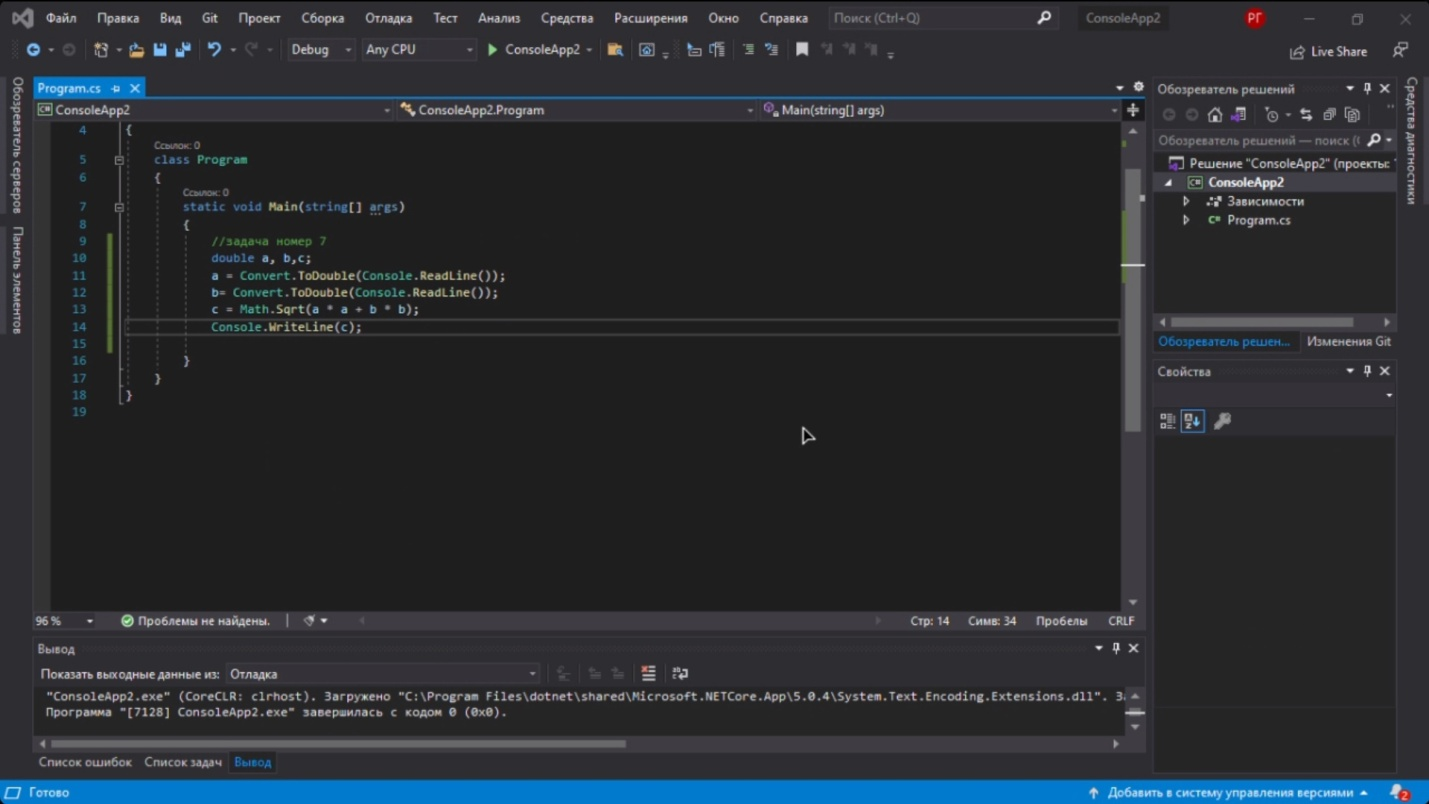 Файл Правка Вид Git Проект Сборка Отладка Тест Анализ Средства Расширения Окно Справка Поиск (Ctrl+Q) ConsoleApp2 РГ
Debug Any CPU ConsoleApp2 Live Share
Обозреватель серверов
Панель элементов
Program.cs
ConsoleApp2 ConsoleApp2.Program Main(string[] args)
4 {
Ссылок: 0
5 class Program
6 {
Ссылок: 0
7 static void Main(string[] args)
8 {
9 //задача номер 7
10 double a, b,c;
11 a = Convert.ToDouble(Console.ReadLine());
12 b= Convert.ToDouble(Console.ReadLine());
13 c = Math.Sqrt(a * a + b * b);
14 Console.WriteLine(c);
15
16 }
17 }
18 }
19
96 % Проблемы не найдены. Стр: 14 Симв: 34 Пробелы CRLF
Вывод
Показать выходные данные из: Отладка
"ConsoleApp2.exe" (CoreCLR: clrhost). Загружено "C:\Program Files\dotnet\shared\Microsoft.NETCore.App\5.0.4\System.Text.Encoding.Extensions.dll". З
Программа "[7128] ConsoleApp2.exe" завершилась с кодом 0 (0x0).
Список ошибок Список задач Вывод
Обозреватель решений
Обозреватель решений — поиск (
Решение "ConsoleApp2" (проекты:
ConsoleApp2
Зависимости
Program.cs
Обозреватель решен... Изменения Git
Свойства
Средства диагностики
Готово Добавить в систему управления версиями 2